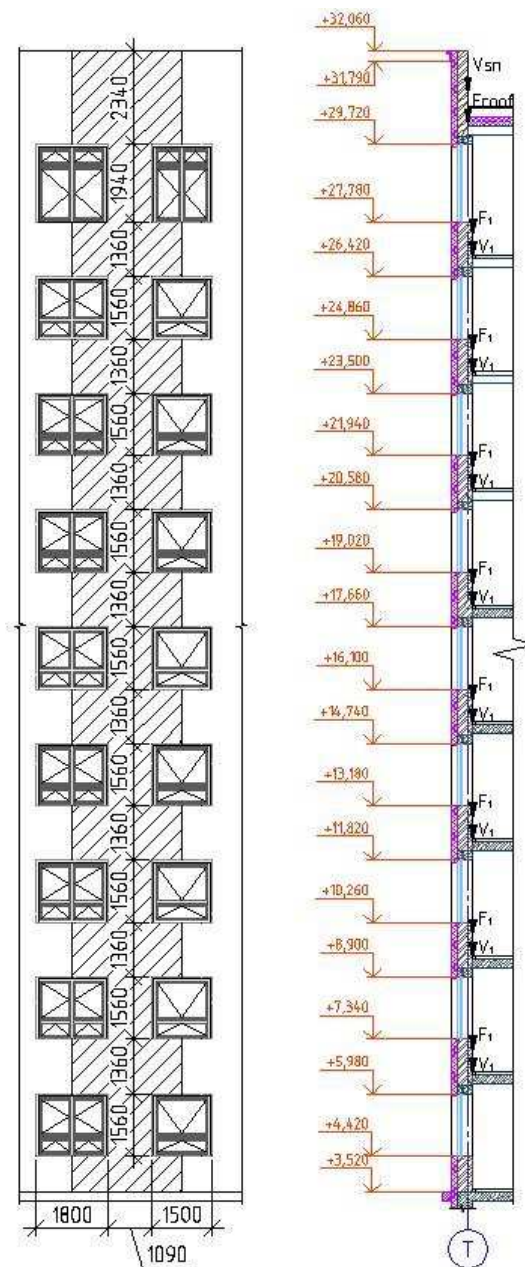 2340
1940
1360
1560
1360
1560
1360
1560
1360
1560
1360
1560
1360
1560
1360
1560
1360
1560
1800
1500
1090
+32,060
+31,790
+29,720
+27,780
+26,420
+24,860
+23,500
+21,940
+20,580
+19,020
+17,660
+16,100
+14,740
+13,180
+11,820
+10,260
+8,900
+7,340
+5,980
+4,420
+3,520
Vsn
Froof
F1
V1
F1
V1
F1
V1
F1
V1
F1
V1
F1
V1
F1
V1
F1
V1
T